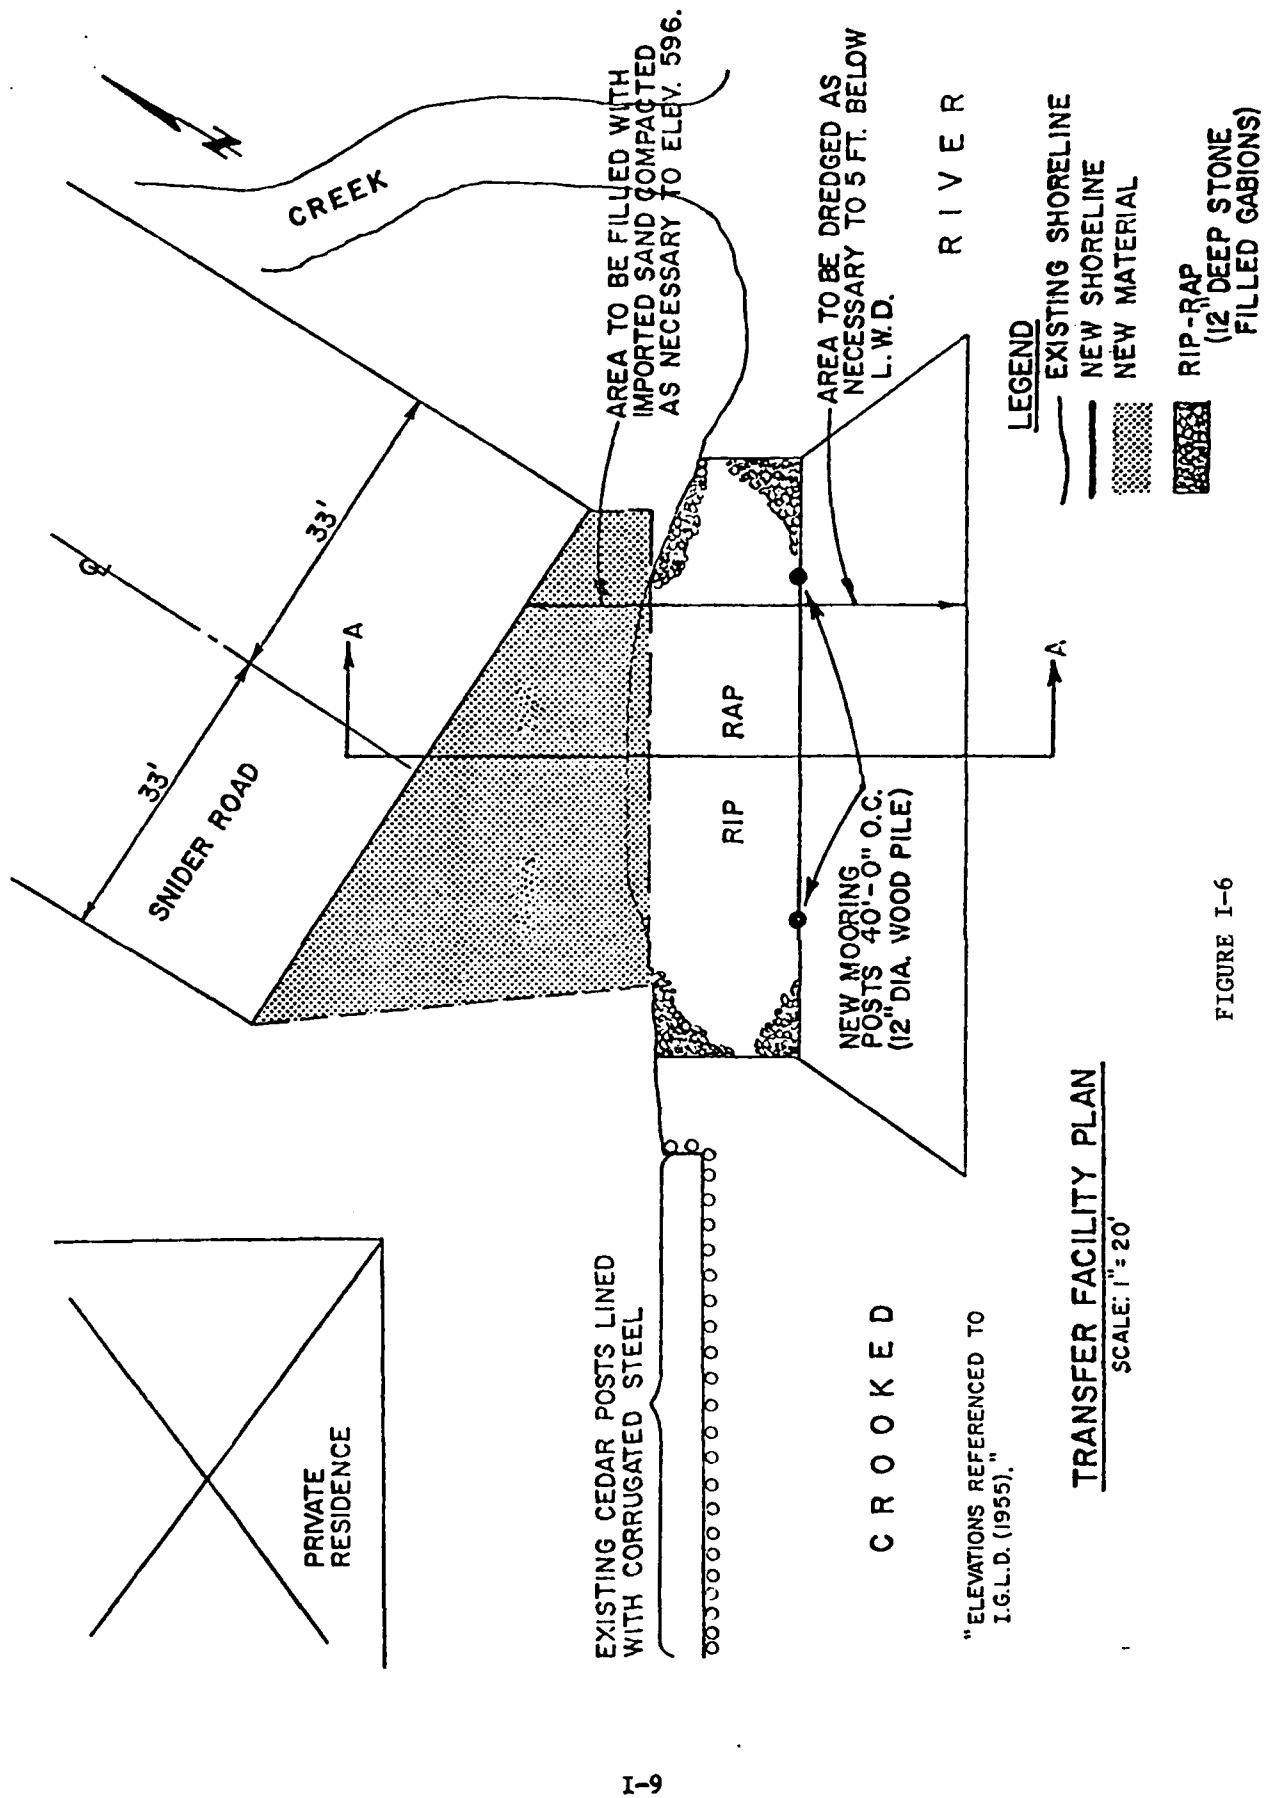 CREEK
33'
33'
SNIDER ROAD
A
A
AREA TO BE FILLED WITH
IMPORTED SAND COMPACTED
AS NECESSARY TO ELEV. 596.
PRIVATE
RESIDENCE
EXISTING CEDAR POSTS LINED
WITH CORRUGATED STEEL
RIP RAP
AREA TO BE DREDGED AS
NECESSARY TO 5 FT. BELOW
L.W.D.
NEW MOORING
POSTS 40'-0" O.C.
(12" DIA. WOOD PILE)
CROOKED RIVER
"ELEVATIONS REFERENCED TO
I.G.L.D. (1955)."
LEGEND
EXISTING SHORELINE
NEW SHORELINE
NEW MATERIAL
RIP-RAP
(12" DEEP STONE
FILLED GABIONS)
TRANSFER FACILITY PLAN
SCALE: 1"=20'
FIGURE I-6
I-9